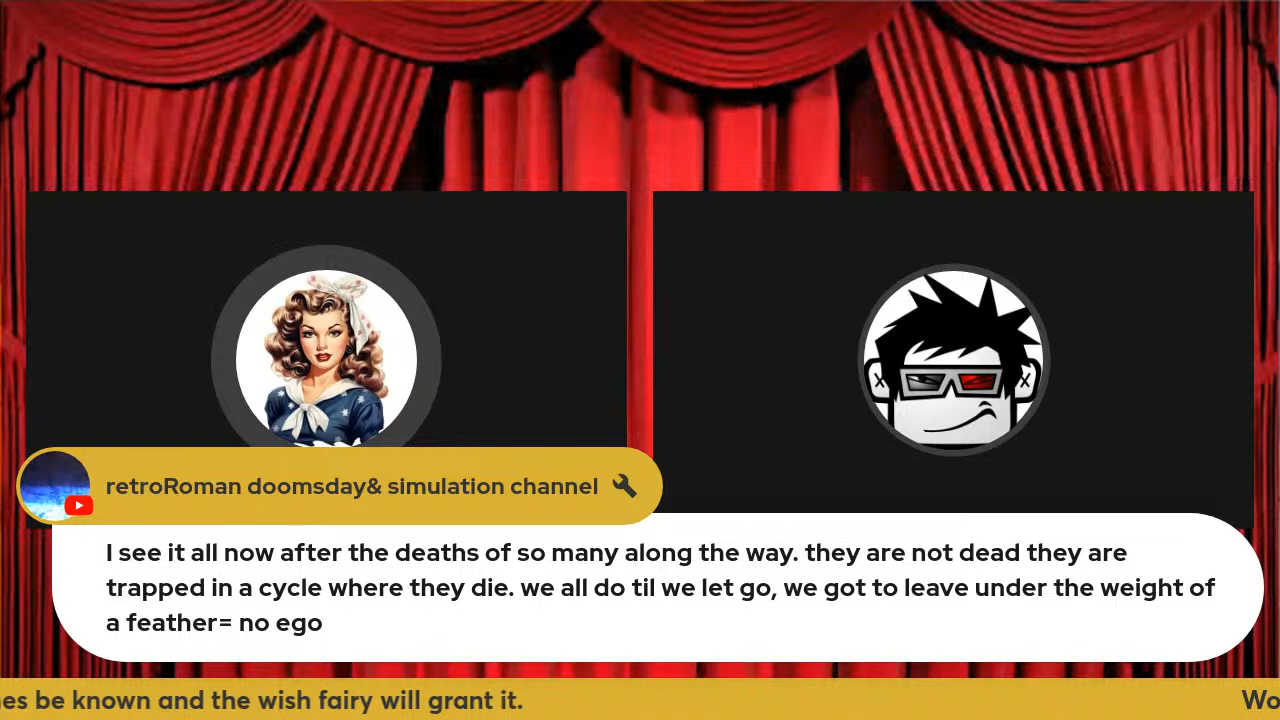 retroRoman doomsday& simulation channel
I see it all now after the deaths of so many along the way. they are not dead they are
trapped in a cycle where they die. we all do til we let go, we got to leave under the weight of
a feather= no ego
es be known and the wish fairy will grant it. Wo